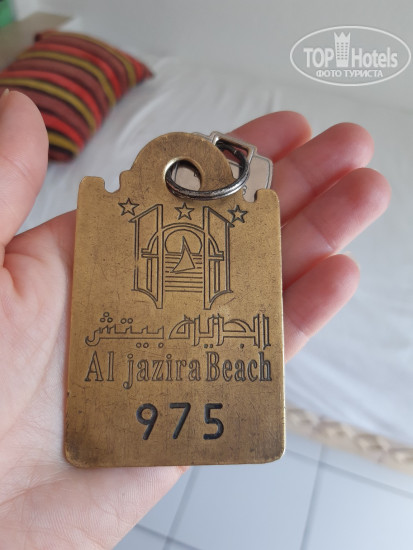 TOP Hotels
ФОТО ТУРИСТА
الجزيرة بيتش
Al jazira Beach
975